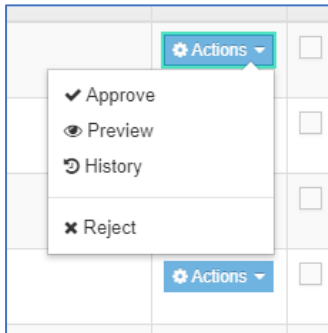 Actions
Approve
Preview
History
Reject
Actions